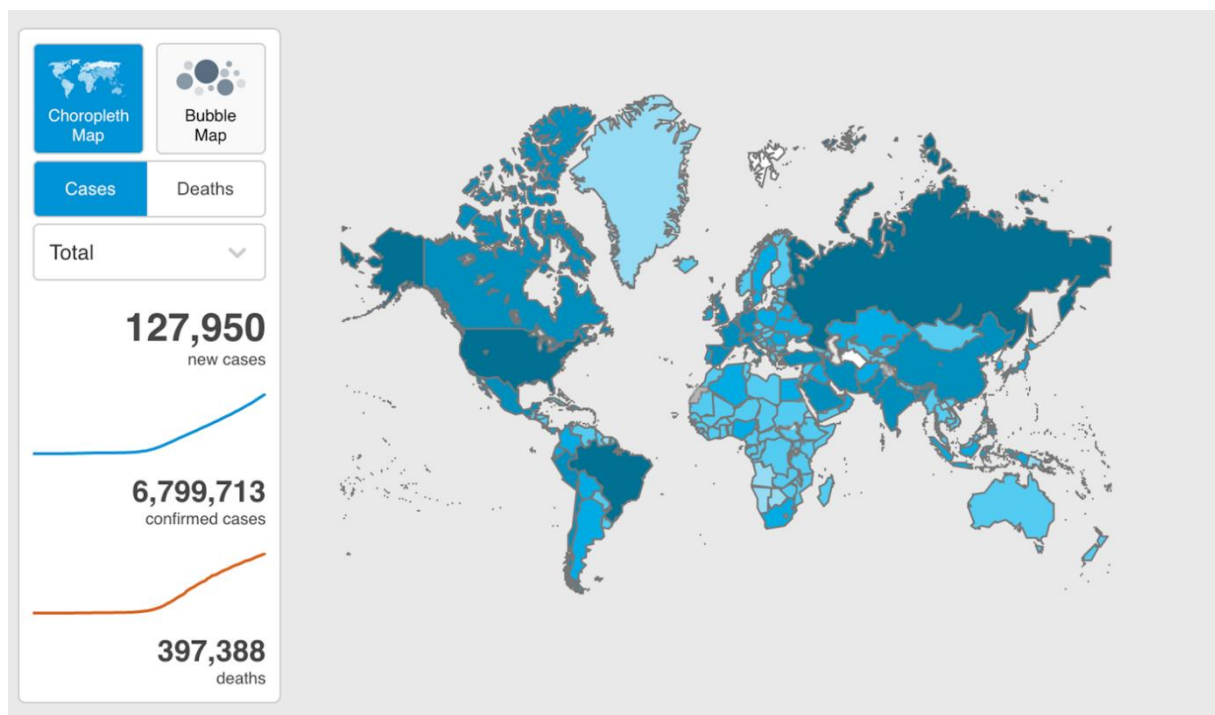 Choropleth
Map
Bubble
Map
Cases
Deaths
Total
127,950
new cases
6,799,713
confirmed cases
397,388
deaths